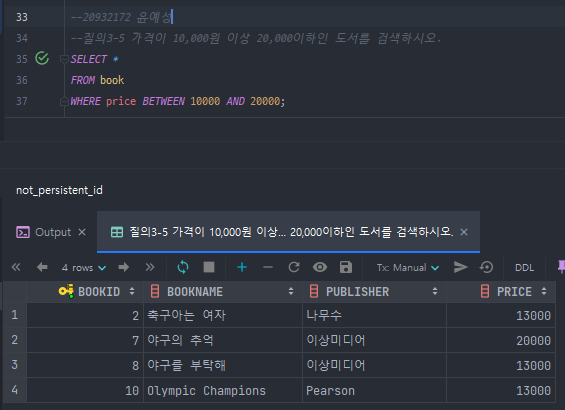 33 --20932172 윤예성
34 --질의3-5 가격이 10,000원 이상 20,000이하인 도서를 검색하시오.
35 SELECT *
36 FROM book
37 WHERE price BETWEEN 10000 AND 20000;
not_persistent_id
Output × 질의3-5 가격이 10,000원 이상... 20,000이하인 도서를 검색하시오. ×
4 rows Tx: Manual DDL
BOOKID BOOKNAME PUBLISHER PRICE
1 2 축구아는 여자 나무수 13000
2 7 야구의 추억 이상미디어 20000
3 8 야구를 부탁해 이상미디어 13000
4 10 Olympic Champions Pearson 13000